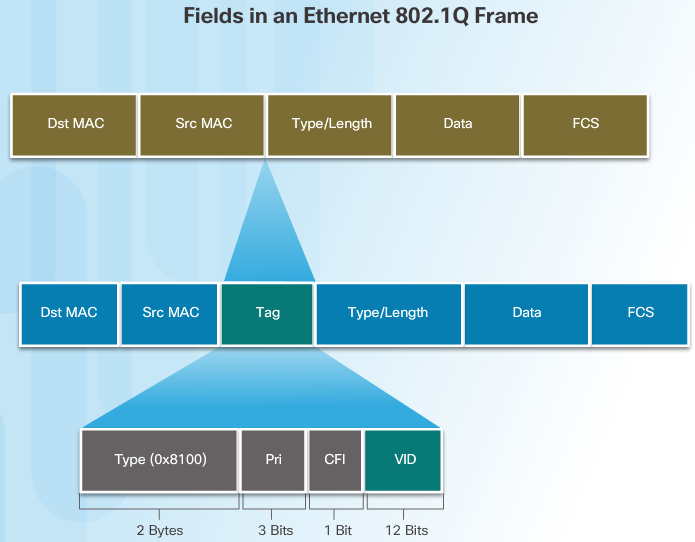 Fields in an Ethernet 802.1Q Frame
Dst MAC Src MAC Type/Length Data FCS
Dst MAC Src MAC Tag Type/Length Data FCS
Type (0x8100) Pri CFI VID
2 Bytes 3 Bits 1 Bit 12 Bits